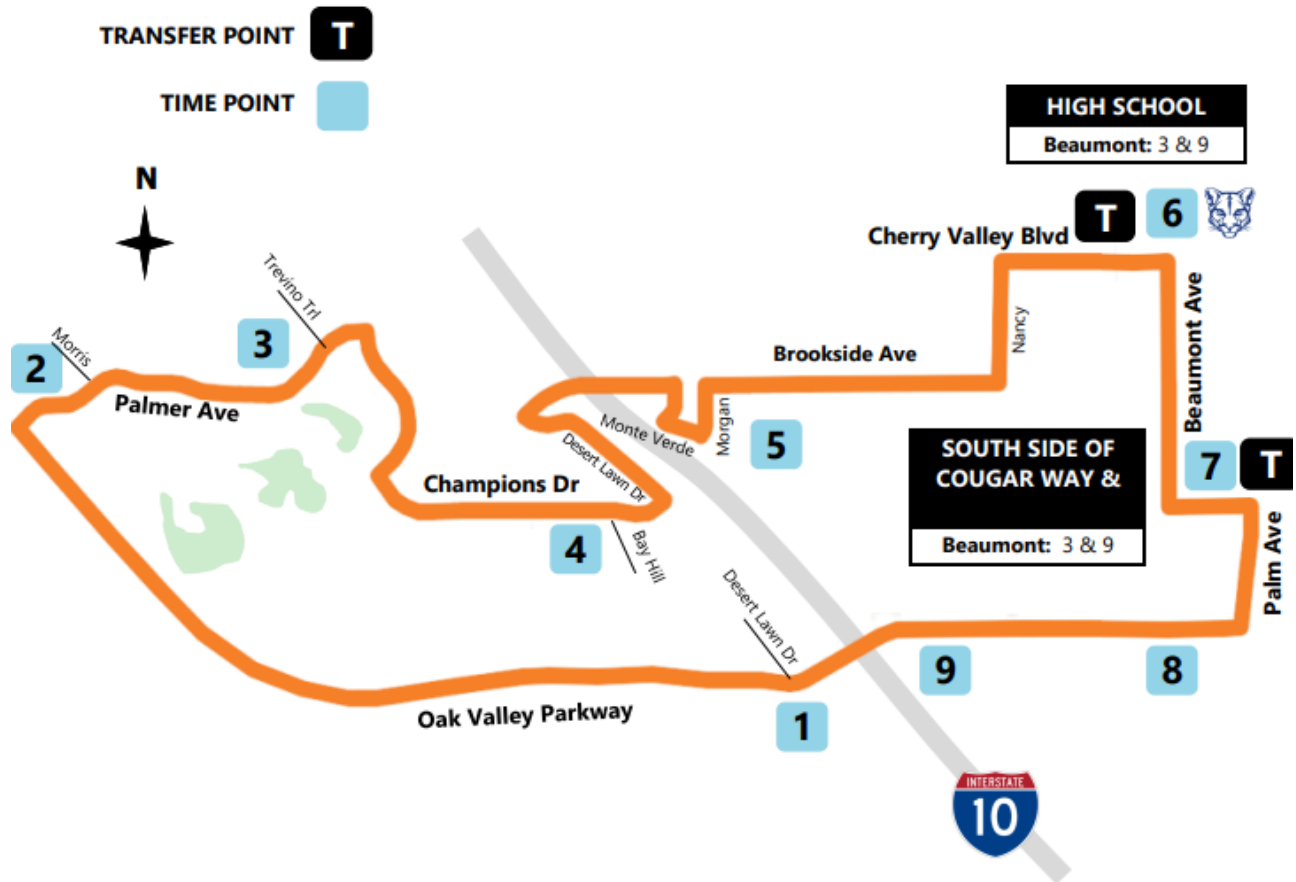 TRANSFER POINT T
TIME POINT
HIGH SCHOOL
Beaumont: 3 & 9
N
T 6
Cherry Valley Blvd
Trevino Trl
3
Morris
2
Palmer Ave
Nancy
Beaumont Ave
Brookside Ave
Monte Verde
Morgan
5
Desert Lawn Dr
Champions Dr
4
Bay Hill
SOUTH SIDE OF
COUGAR WAY &
Beaumont: 3 & 9
7 T
Palm Ave
Desert Lawn Dr
9
8
1
Oak Valley Parkway
INTERSTATE
10